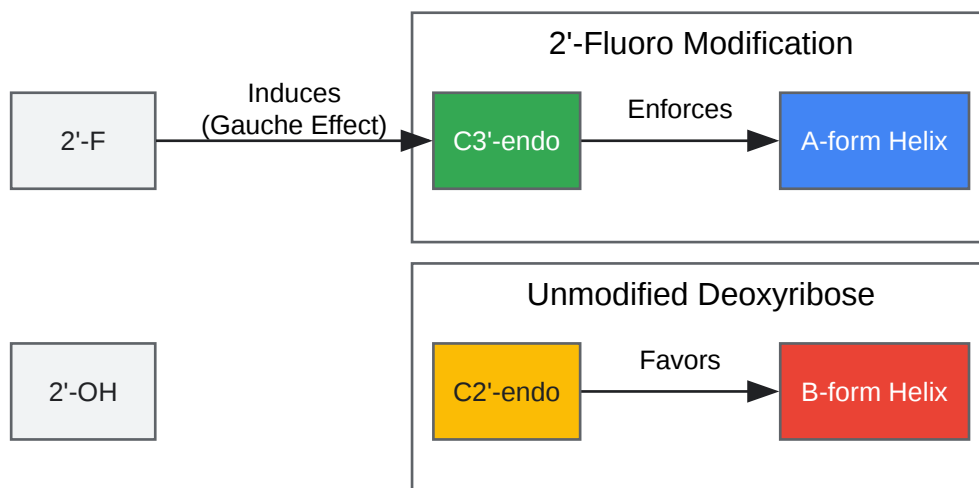 2'-Fluoro Modification
2'-F
Induces
(Gauche Effect)
C3'-endo
Enforces
A-form Helix
Unmodified Deoxyribose
2'-OH
C2'-endo
Favors
B-form Helix